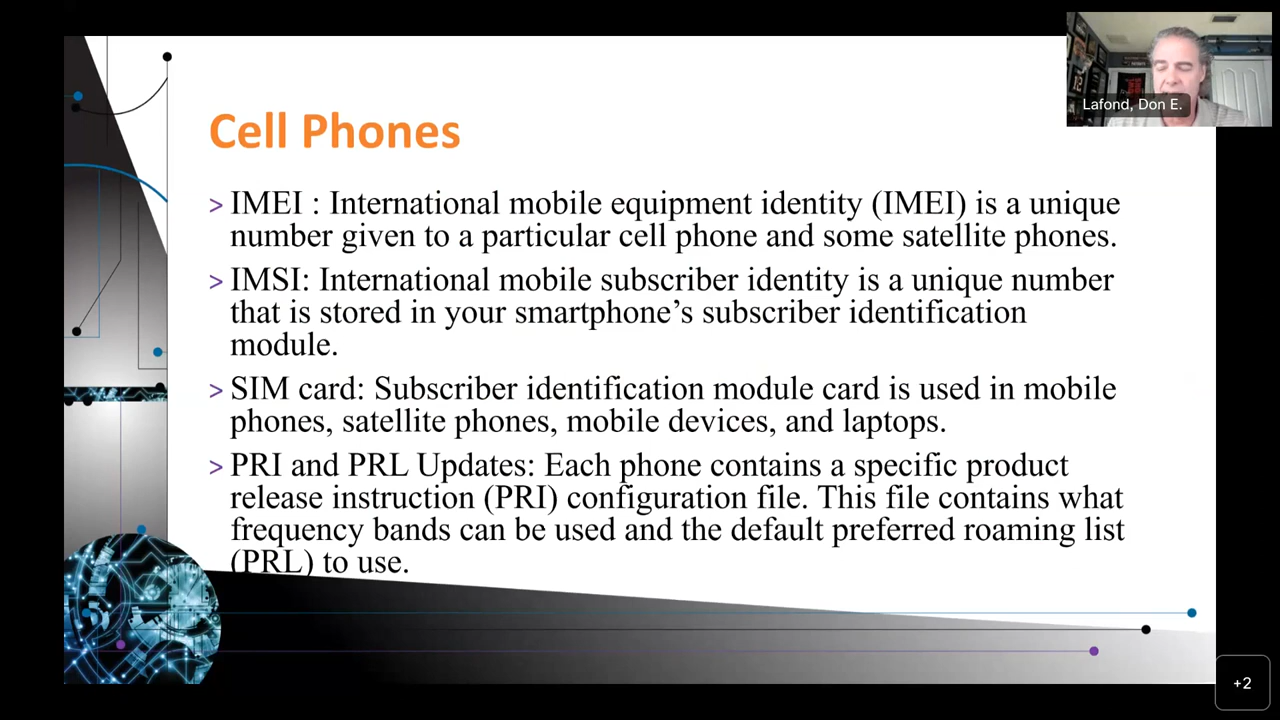 Cell Phones
> IMEI : International mobile equipment identity (IMEI) is a unique
number given to a particular cell phone and some satellite phones.
> IMSI: International mobile subscriber identity is a unique number
that is stored in your smartphone’s subscriber identification
module.
> SIM card: Subscriber identification module card is used in mobile
phones, satellite phones, mobile devices, and laptops.
> PRI and PRL Updates: Each phone contains a specific product
release instruction (PRI) configuration file. This file contains what
frequency bands can be used and the default preferred roaming list
(PRL) to use.
Lafond, Don E.
+2